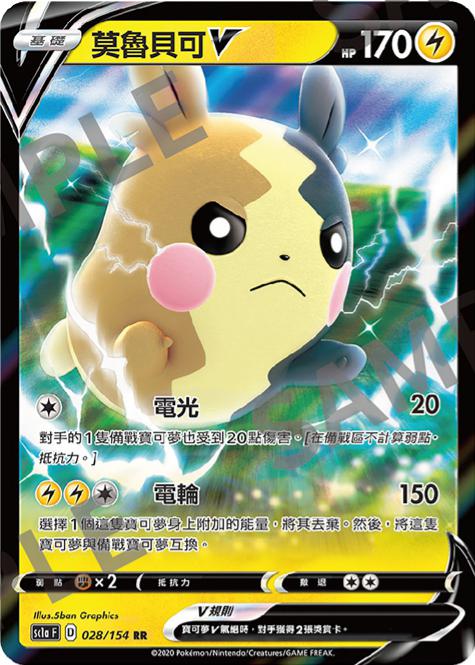 基礎 莫魯貝可V HP 170
電光 20
對手的1隻備戰寶可夢也受到20點傷害。[在備戰區不計算弱點・
抵抗力。]
電輪 150
選擇1個這隻寶可夢身上附加的能量,將其丟棄。然後,將這隻
寶可夢與備戰寶可夢互換。
弱點 ×2 抵抗力 撤退
Illus.5ban Graphics
V規則
sc1a F D 028/154 RR
寶可夢V氣絕時,對手獲得2張獎賞卡。
©2020 Pokémon/Nintendo/Creatures/GAME FREAK.
SAMPLE